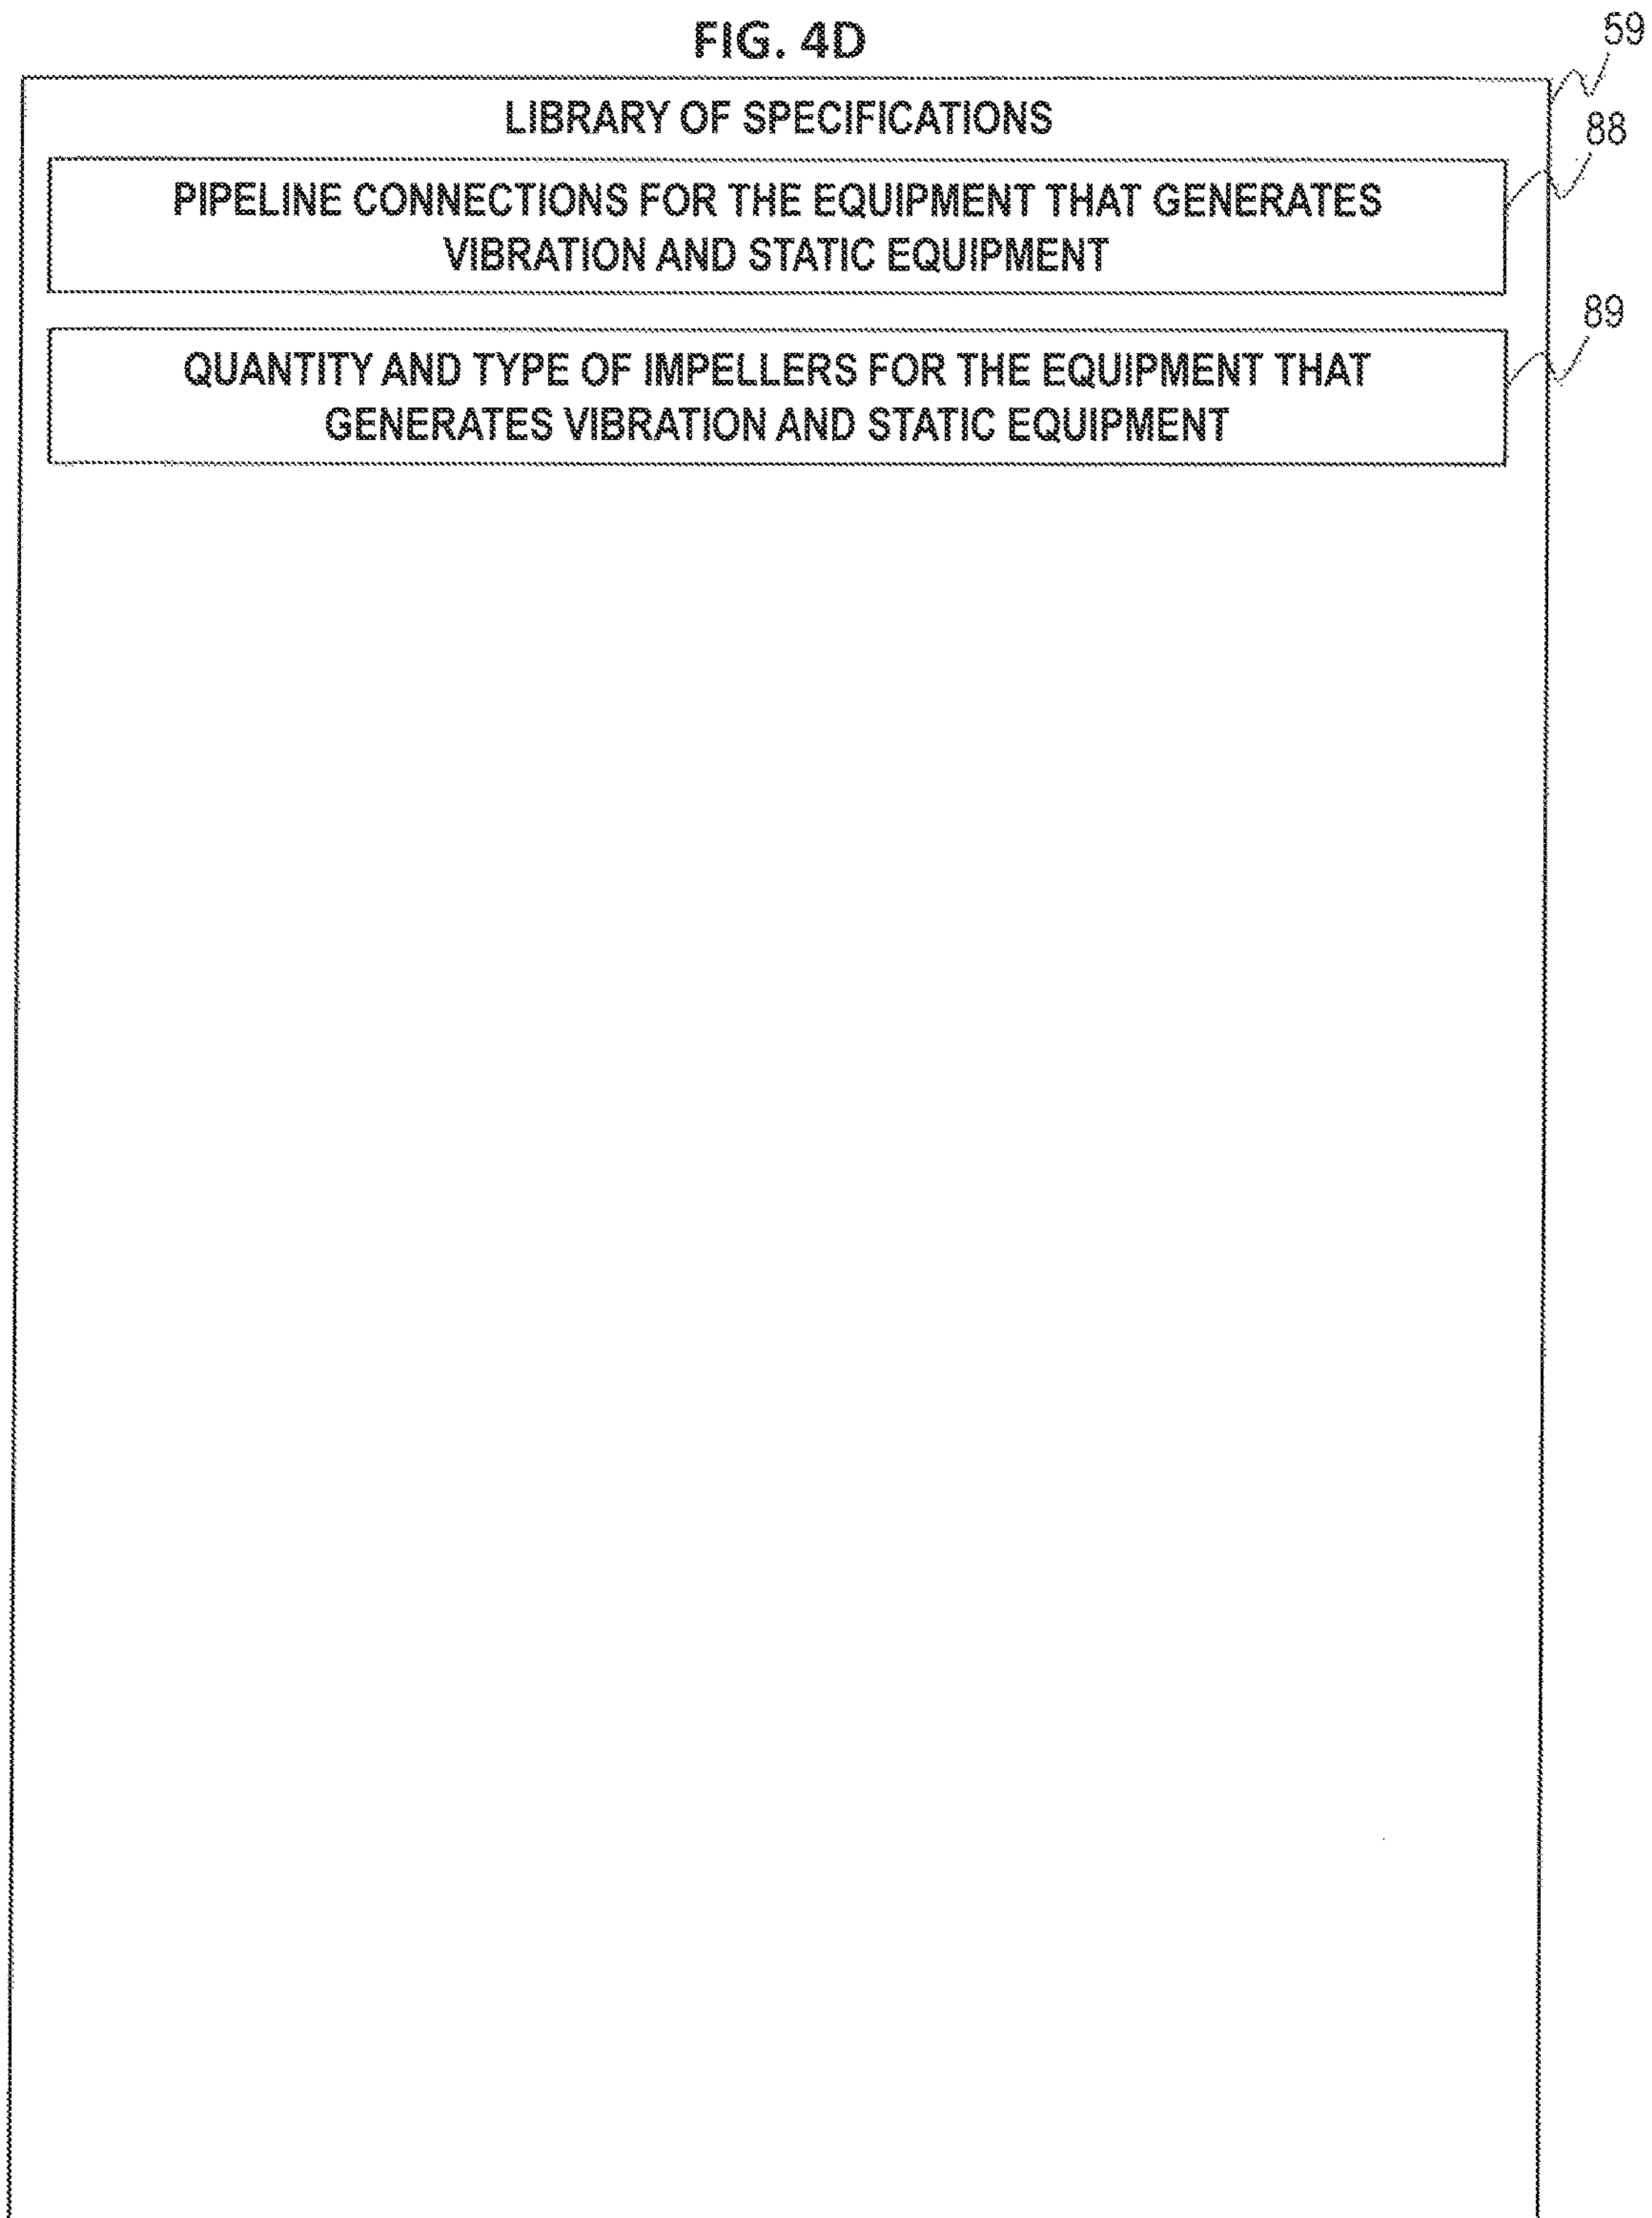 FIG. 4D
59
LIBRARY OF SPECIFICATIONS
88
PIPELINE CONNECTIONS FOR THE EQUIPMENT THAT GENERATES
VIBRATION AND STATIC EQUIPMENT
89
QUANTITY AND TYPE OF IMPELLERS FOR THE EQUIPMENT THAT
GENERATES VIBRATION AND STATIC EQUIPMENT